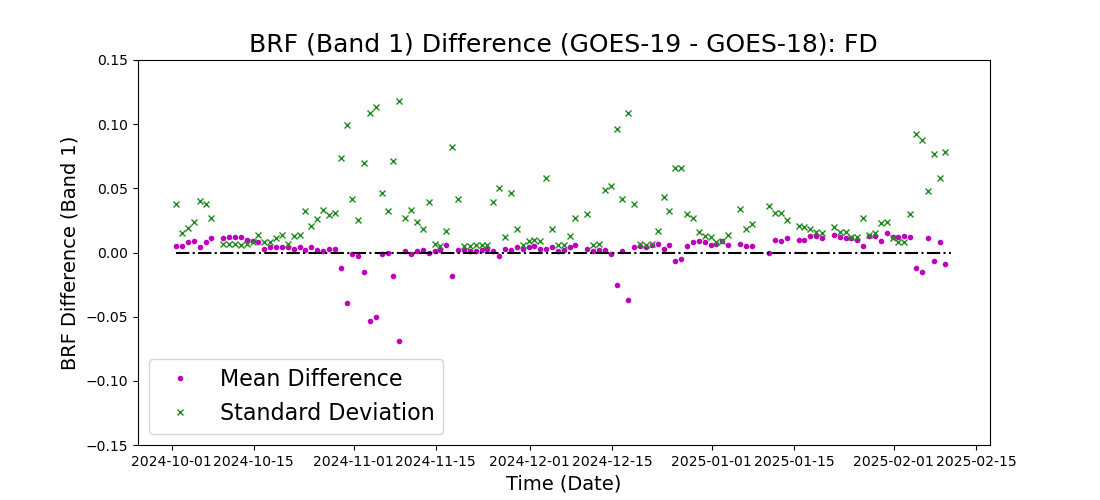 BRF (Band 1) Difference (GOES-19 - GOES-18): FD
BRF Difference (Band 1)
0.15
0.10
0.05
0.00
−0.05
−0.10
−0.15
Mean Difference
Standard Deviation
2024-10-01 2024-10-15 2024-11-01 2024-11-15 2024-12-01 2024-12-15 2025-01-01 2025-01-15 2025-02-01 2025-02-15
Time (Date)